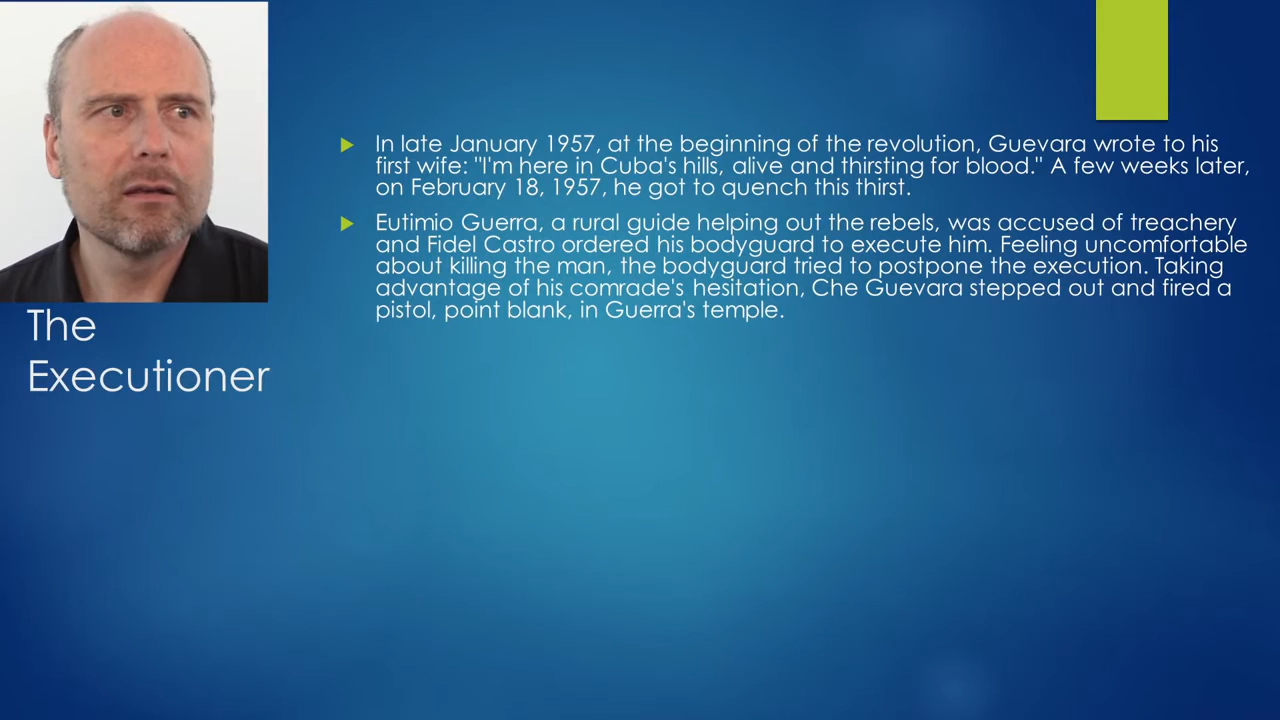 In late January 1957, at the beginning of the revolution, Guevara wrote to his
first wife: "I'm here in Cuba's hills, alive and thirsting for blood." A few weeks later,
on February 18, 1957, he got to quench this thirst.
Eutimio Guerra, a rural guide helping out the rebels, was accused of treachery
and Fidel Castro ordered his bodyguard to execute him. Feeling uncomfortable
about killing the man, the bodyguard tried to postpone the execution. Taking
advantage of his comrade's hesitation, Che Guevara stepped out and fired a
pistol, point blank, in Guerra's temple.
The
Executioner